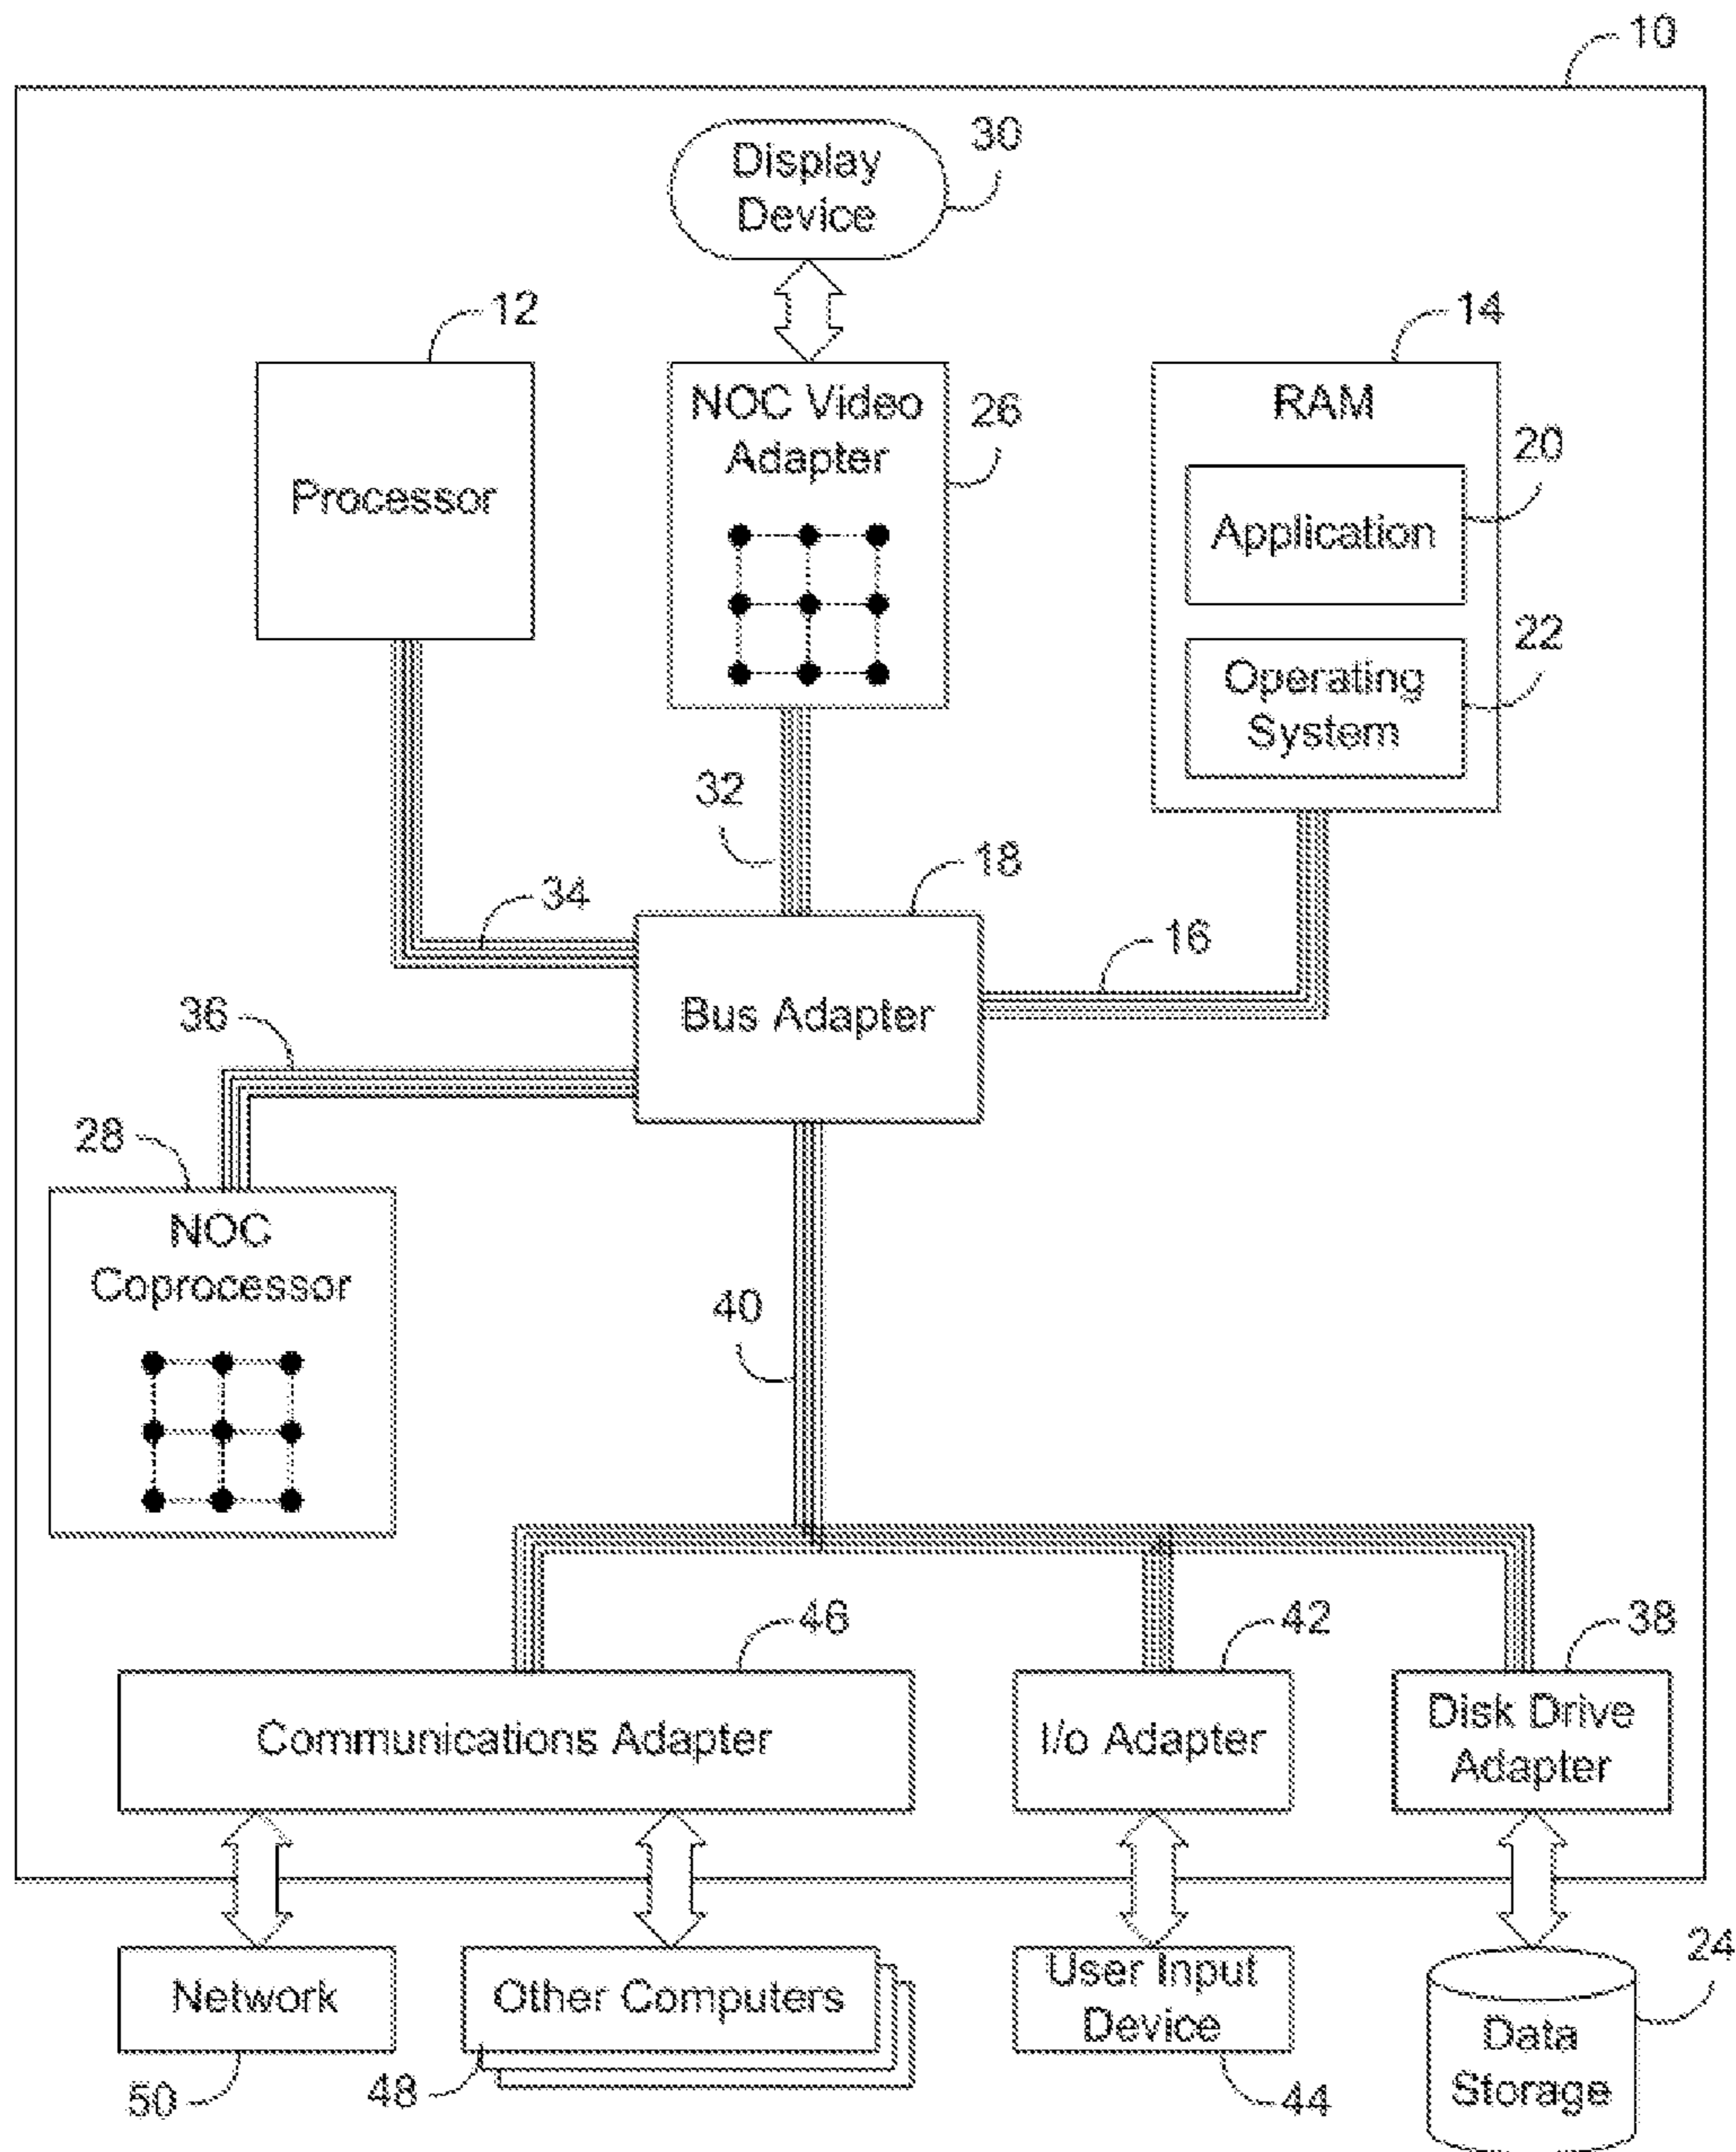 10
Display
Device
30
12
14
NOC Video
Adapter
26
RAM
20
Processor
Application
22
Operating
System
32
18
34
16
Bus Adapter
36
28
NOC
Coprocessor
40
46
42
38
Communications Adapter
I/o Adapter
Disk Drive
Adapter
24
Network
Other Computers
User Input
Device
Data
Storage
50
48
44